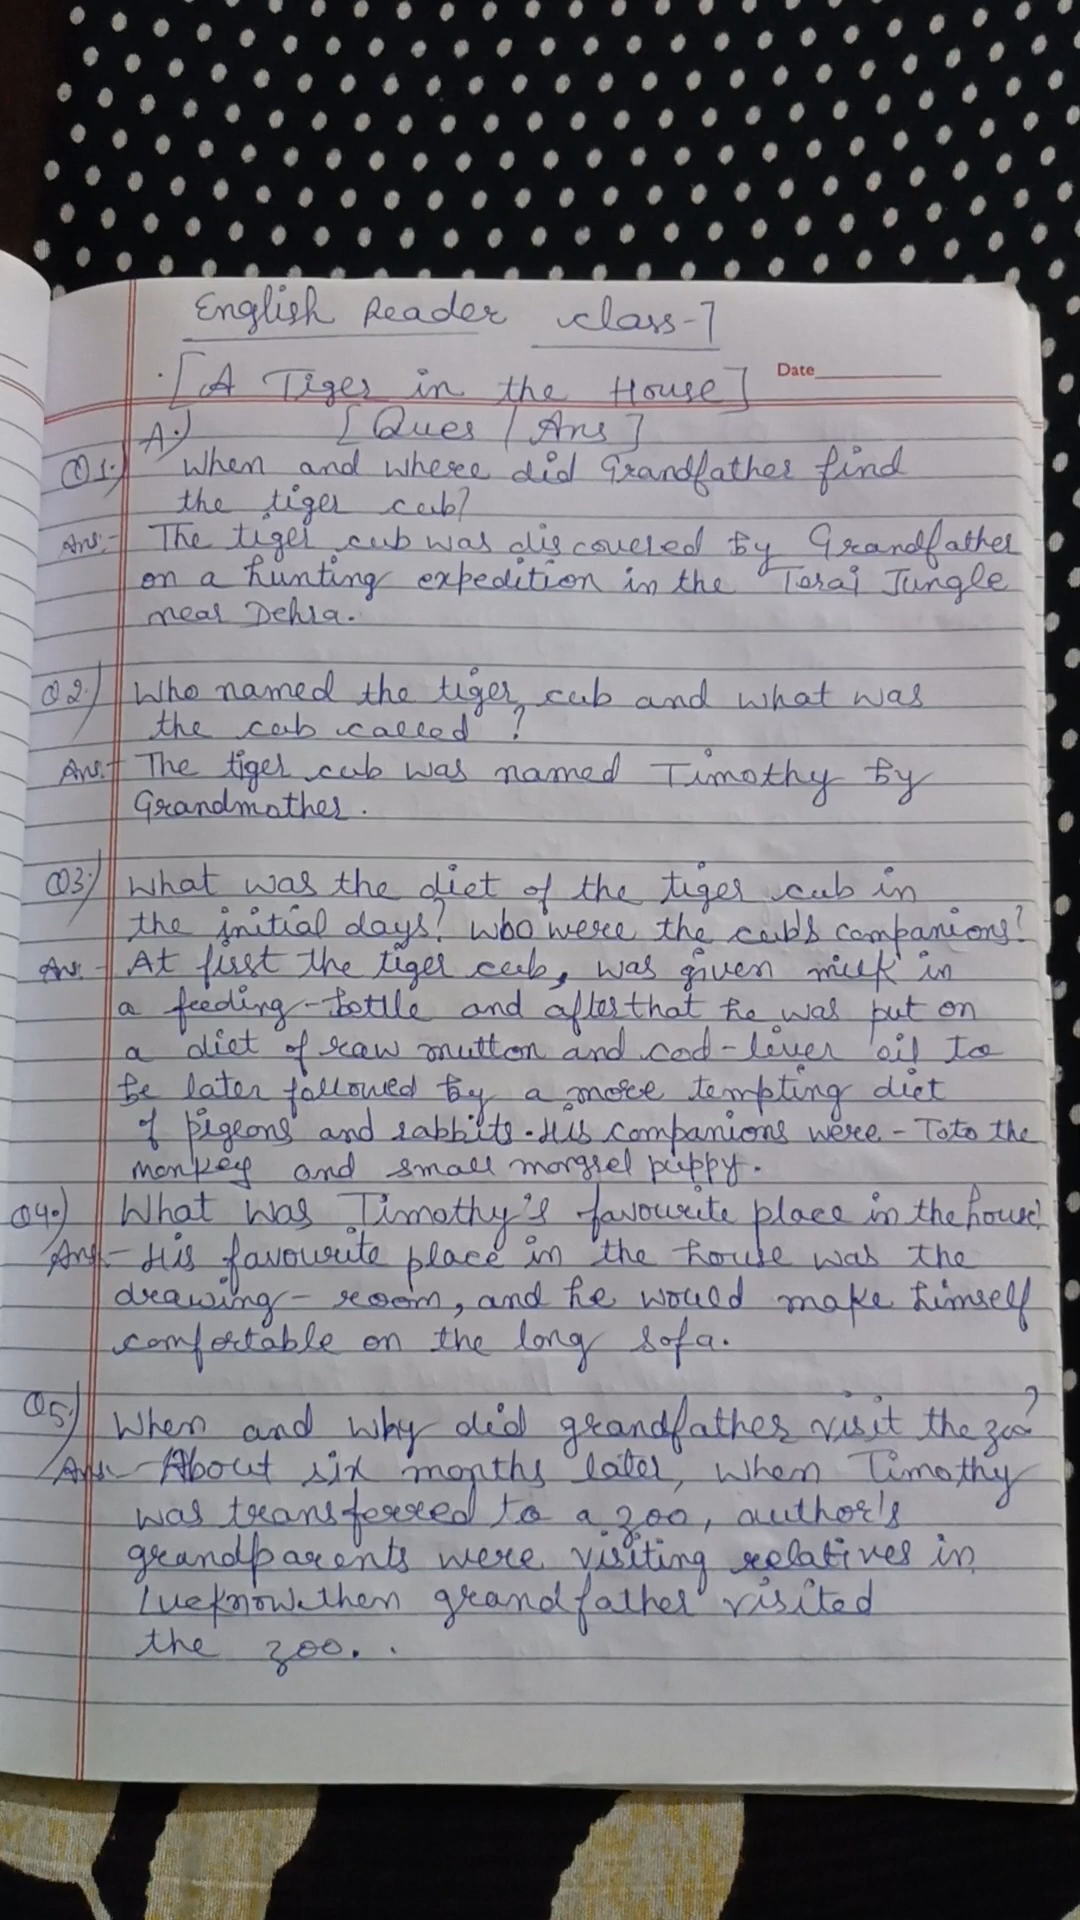 English Reader class-7
[A Tiger in the House]
Date
A.) [Ques / Ans]
Q1.) When and where did Grandfather find
the tiger cub?
Ans:- The tiger cub was discovered by Grandfather
on a hunting expedition in the Terai Jungle
near Dehra.
Q2.) Who named the tiger cub and what was
the cub called?
Ans:- The tiger cub was named Timothy by
Grandmother.
Q3.) What was the diet of the tiger cub in
the initial days? Who were the cub's companions?
Ans:- At first the tiger cub, was given milk in
a feeding-bottle and after that he was put on
a diet of raw mutton and cod-liver oil to
be later followed by a more tempting diet
of pigeons and rabbits. His companions were - Toto the
monkey and small mongrel puppy.
Q4.) What was Timothy's favourite place in the house?
Ans- His favourite place in the house was the
drawing-room, and he would make himself
comfortable on the long sofa.
Q5.) When and why did grandfather visit the zoo?
Ans- About six months later, when Timothy
was transferred to a zoo, author's
grandparents were visiting relatives in
Lucknow. then grandfather visited
the zoo..